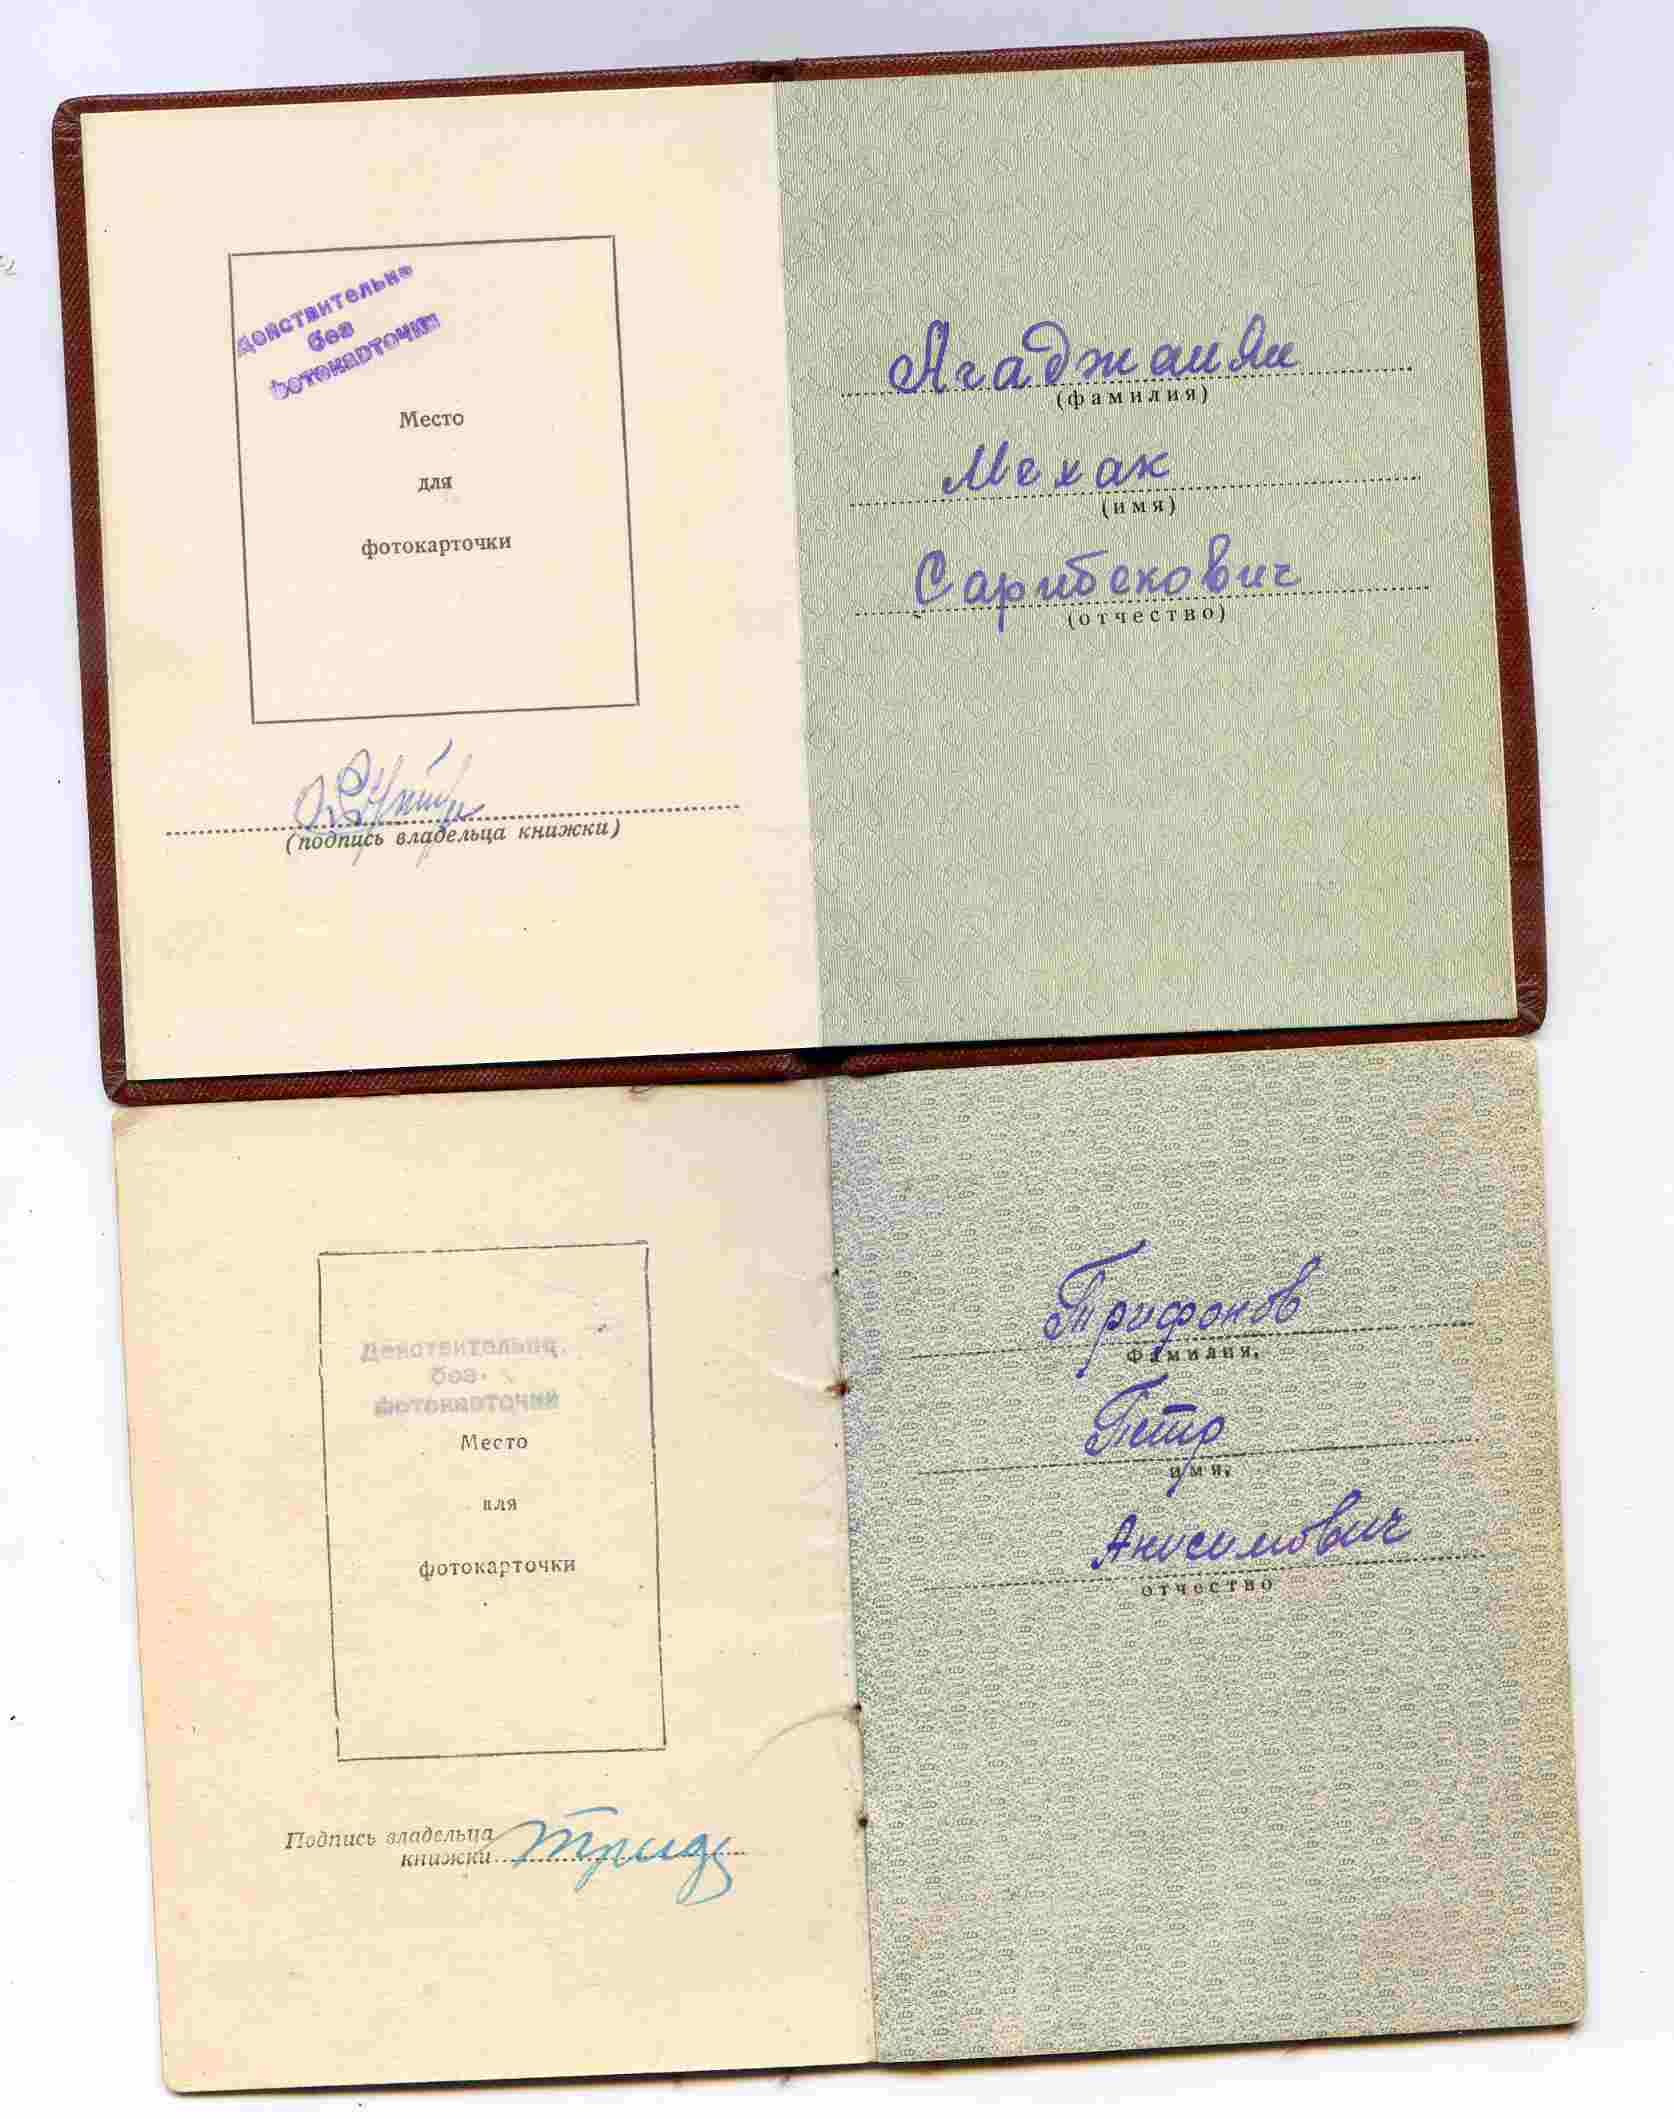 действительно
без
фотокарточки
Место
для
фотокарточки
(подпись владельца книжки)
Агаджанян
(фамилия)
Мехак
(имя)
Сарибекович
(отчество)
Действительна
без
фотокарточки
Место
для
фотокарточки
Подпись владельца
книжки
Трифонов
фамилия,
Петр
имя,
Анисимович
отчество